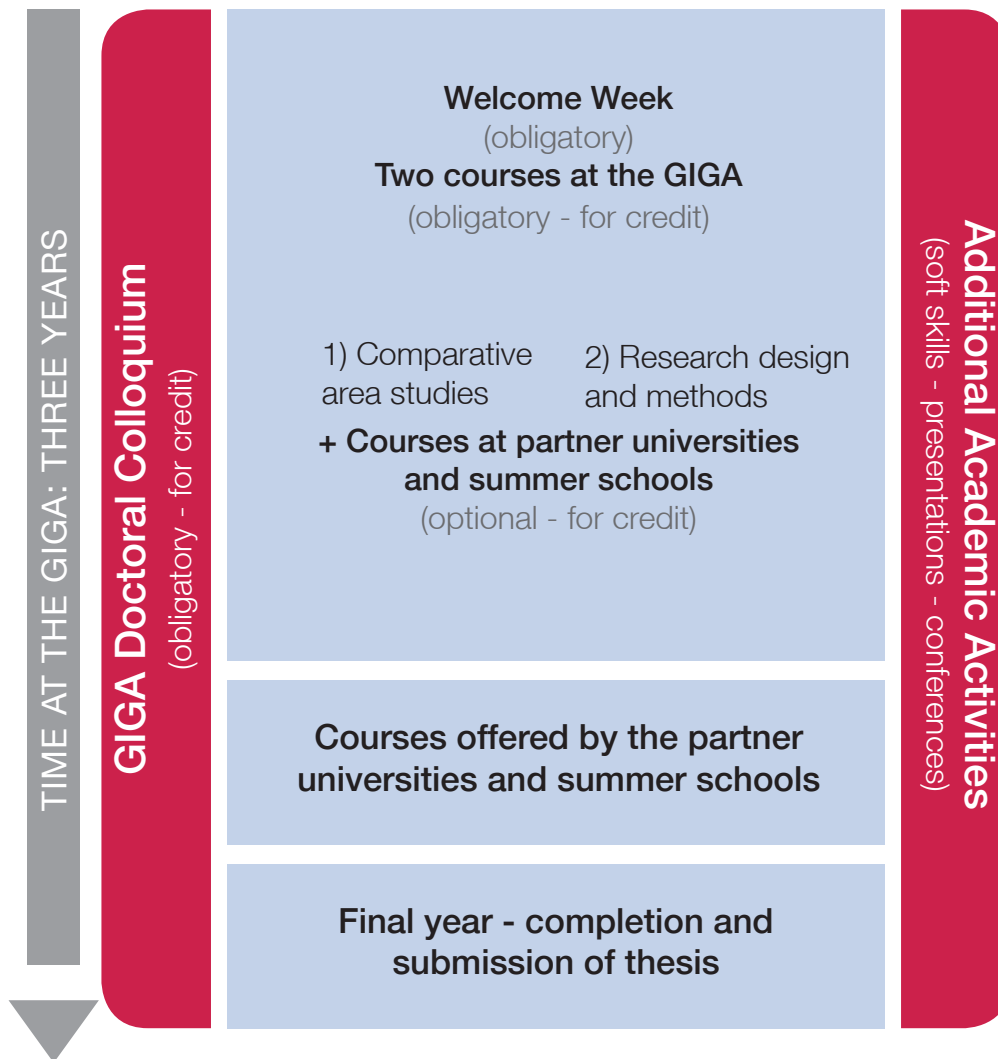 TIME AT THE GIGA: THREE YEARS
GIGA Doctoral Colloquium
(obligatory - for credit)
Welcome Week
(obligatory)
Two courses at the GIGA
(obligatory - for credit)
1) Comparative
area studies
2) Research design
and methods
+ Courses at partner universities
and summer schools
(optional - for credit)
Courses offered by the partner
universities and summer schools
Final year - completion and
submission of thesis
Additional Academic Activities
(soft skills - presentations - conferences)